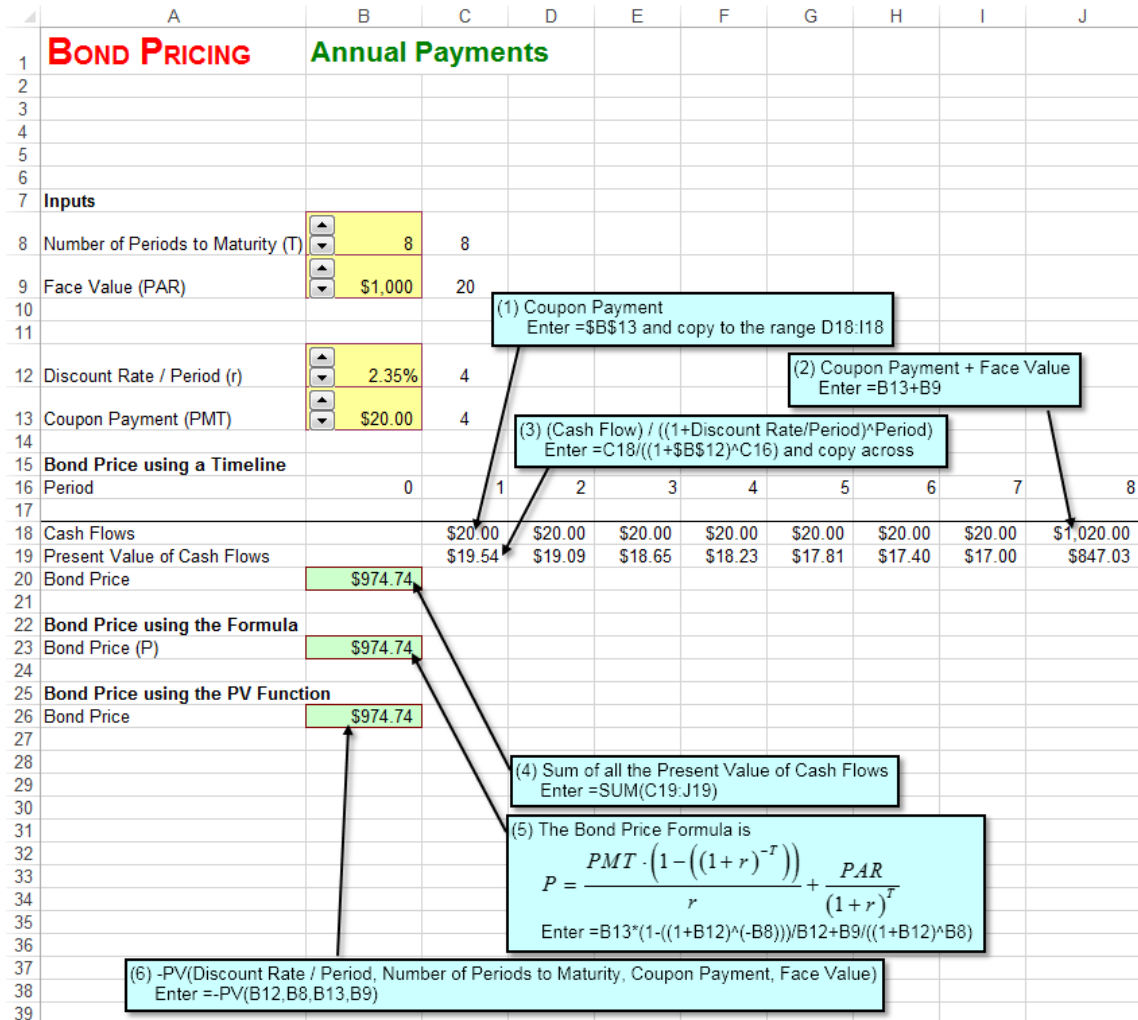 A B C D E F G H I J
1 BOND PRICING Annual Payments
2
3
4
5
6
7 Inputs
8 Number of Periods to Maturity (T) 8 8
9 Face Value (PAR) $1,000 20
10
(1) Coupon Payment
Enter =$B$13 and copy to the range D18:I18
11
12 Discount Rate / Period (r) 2.35% 4
(2) Coupon Payment + Face Value
Enter =B13+B9
13 Coupon Payment (PMT) $20.00 4
(3) (Cash Flow) / ((1+Discount Rate/Period)^Period)
Enter =C18/((1+$B$12)^C16) and copy across
14
15 Bond Price using a Timeline
16 Period 0 1 2 3 4 5 6 7 8
17
18 Cash Flows $20.00 $20.00 $20.00 $20.00 $20.00 $20.00 $20.00 $1,020.00
19 Present Value of Cash Flows $19.54 $19.09 $18.65 $18.23 $17.81 $17.40 $17.00 $847.03
20 Bond Price $974.74
21
22 Bond Price using the Formula
23 Bond Price (P) $974.74
24
25 Bond Price using the PV Function
26 Bond Price $974.74
27
28
(4) Sum of all the Present Value of Cash Flows
29
Enter =SUM(C19:J19)
30
31
(5) The Bond Price Formula is
32
33
P = PMT · (1 − ((1 + r)^−T)) / r + PAR / (1 + r)^T
34
35
Enter =B13*(1-((1+B12)^(-B8)))/B12+B9/((1+B12)^B8)
36
37
(6) -PV(Discount Rate / Period, Number of Periods to Maturity, Coupon Payment, Face Value)
38
Enter =-PV(B12,B8,B13,B9)
39